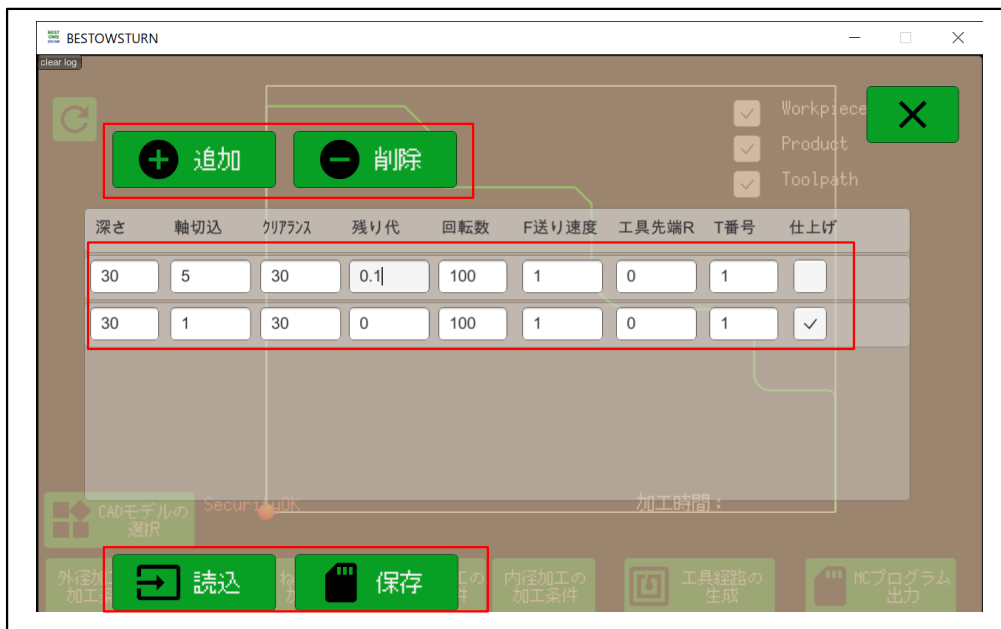 BEST
BESTOWSTURN
clear log
Workpiece
Product
Toolpath
追加 削除
深さ 軸切込 クリアランス 残り代 回転数 F送り速度 工具先端R T番号 仕上げ
30 5 30 0.1 100 1 0 1
30 1 30 0 100 1 0 1
CADモデルの
選択
SecurityOK
加工時間:
読込 保存
内径加工の
加工条件
工具経路の
生成
NCプログラム
出力